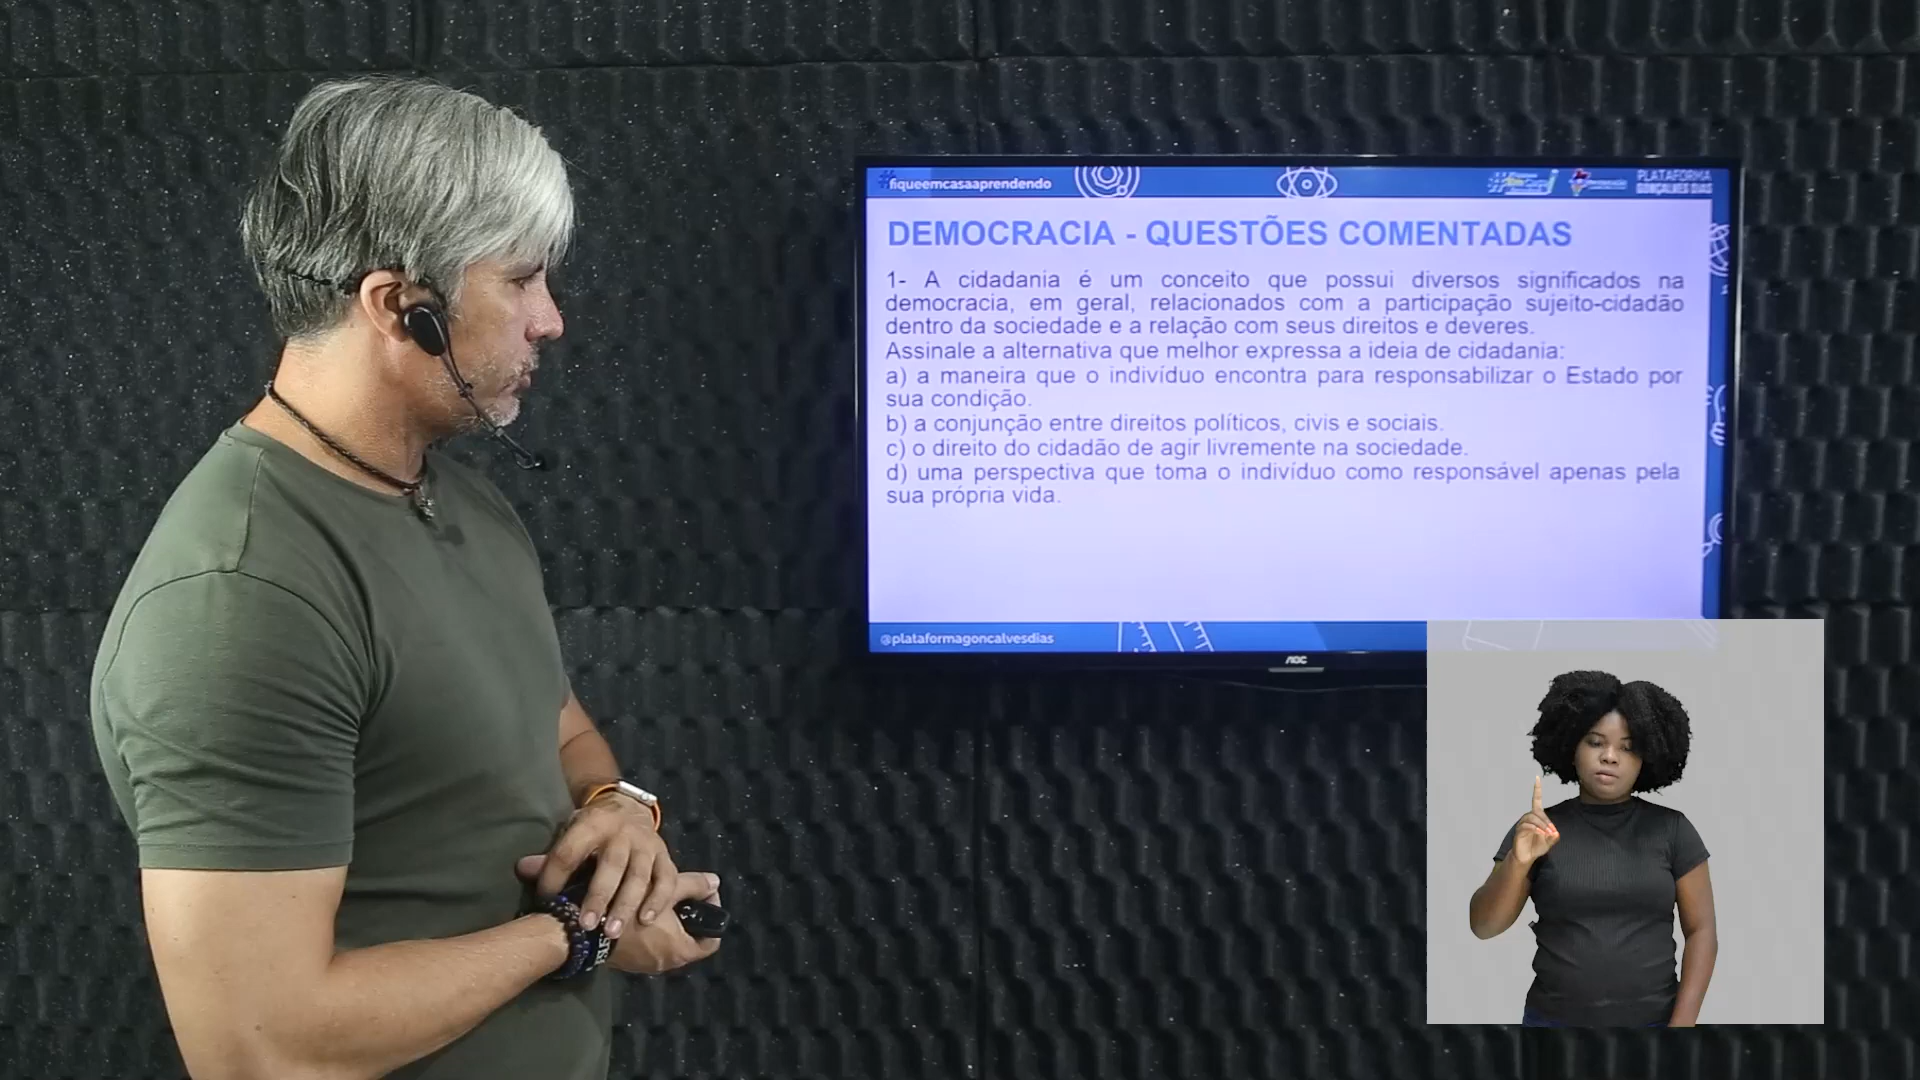 #fiqueemcasaaprendendo
PLATAFORMA
GONÇALVES DIAS
DEMOCRACIA - QUESTÕES COMENTADAS
1- A cidadania é um conceito que possui diversos significados na
democracia, em geral, relacionados com a participação sujeito-cidadão
dentro da sociedade e a relação com seus direitos e deveres.
Assinale a alternativa que melhor expressa a ideia de cidadania:
a) a maneira que o indivíduo encontra para responsabilizar o Estado por
sua condição.
b) a conjunção entre direitos políticos, civis e sociais.
c) o direito do cidadão de agir livremente na sociedade.
d) uma perspectiva que toma o indivíduo como responsável apenas pela
sua própria vida.
@plataformagoncalvesdias
AOC